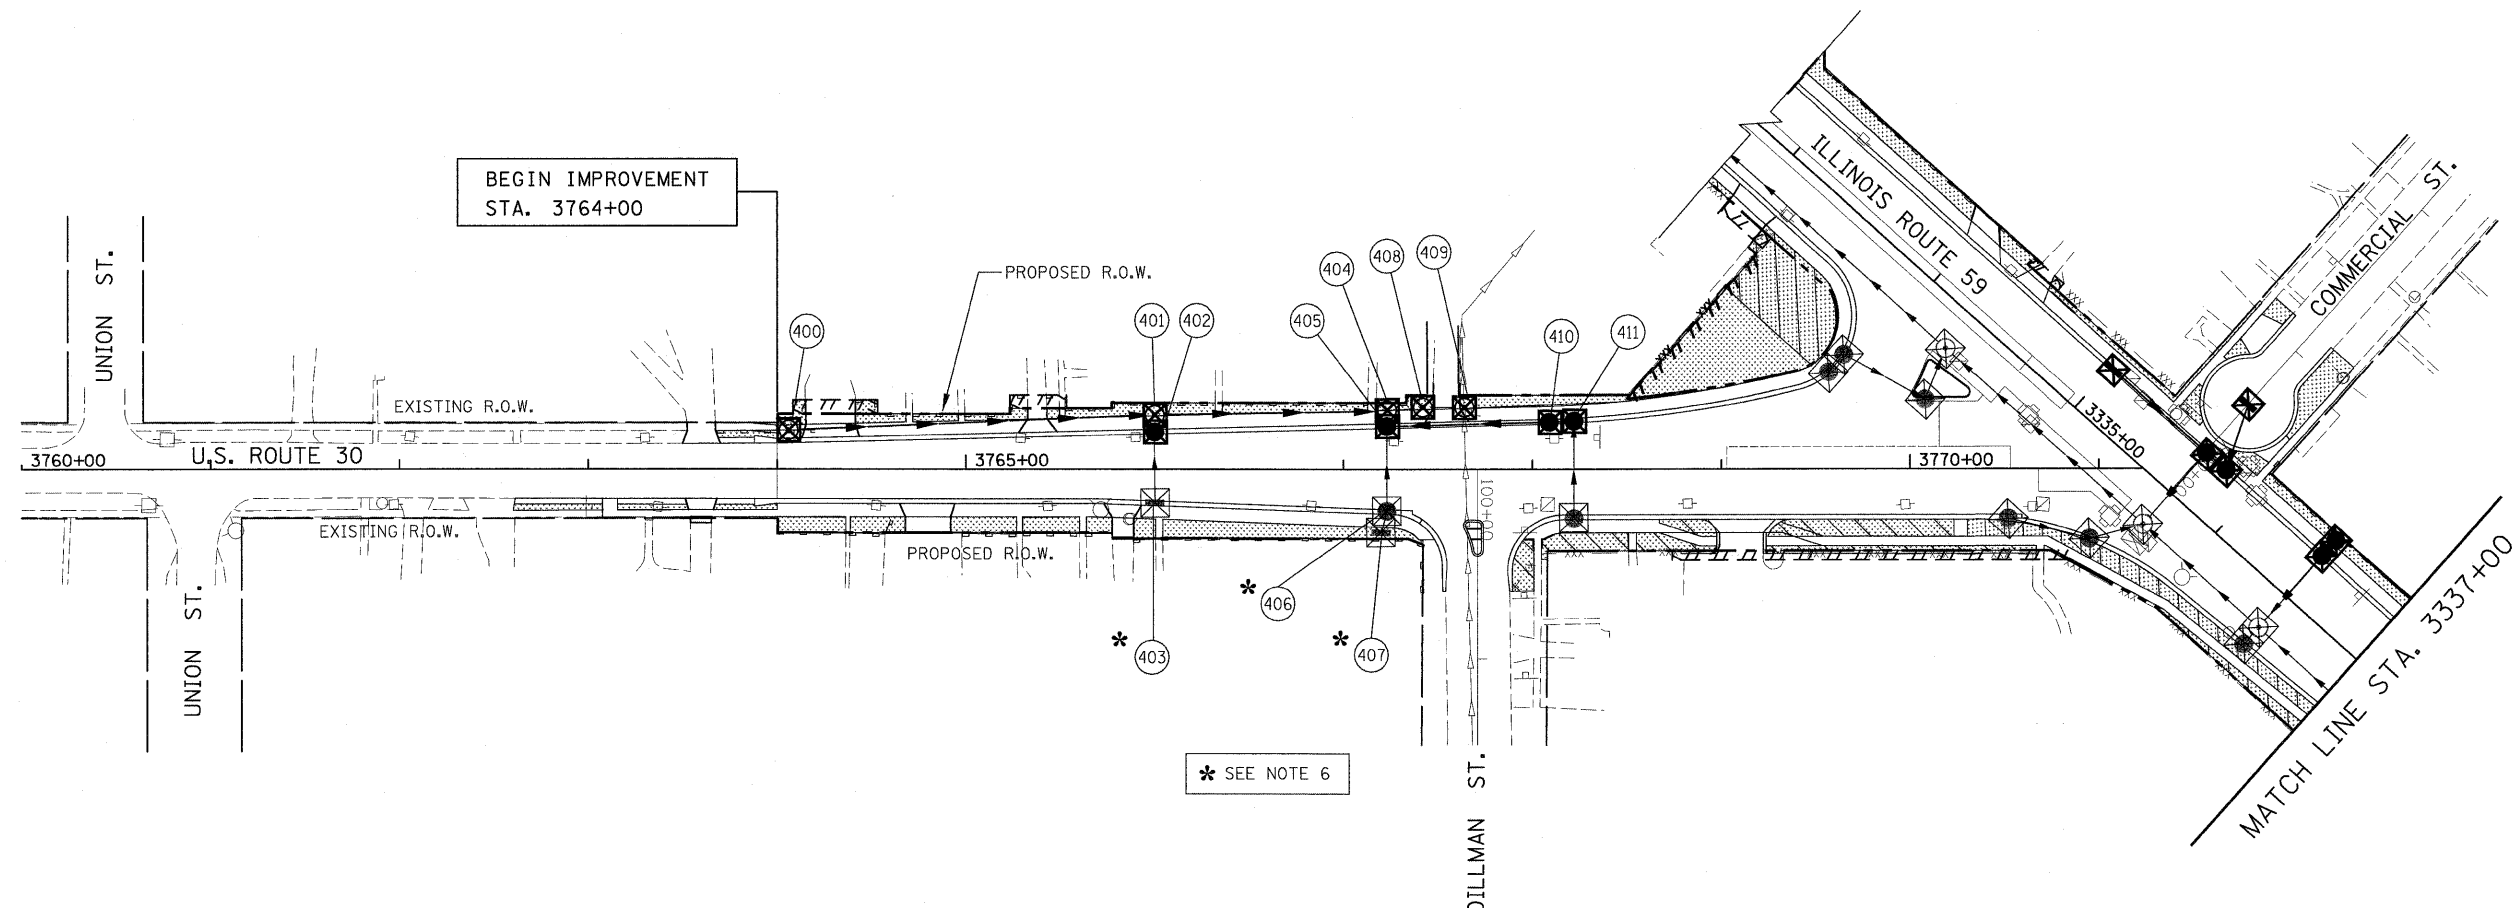 BEGIN IMPROVEMENT
STA. 3764+00
UNION ST.
PROPOSED R.O.W.
404
408
409
405
401
402
400
410
411
EXISTING R.O.W.
3760+00
U.S. ROUTE 30
3765+00
3770+00
EXISTING R.O.W.
PROPOSED R.O.W.
100+00
ILLINOIS ROUTE 59
COMMERCIAL ST.
3335+00
UNION ST.
* 406
* 403
* 407
* SEE NOTE 6
DILLMAN ST.
MATCH LINE STA. 3337+00